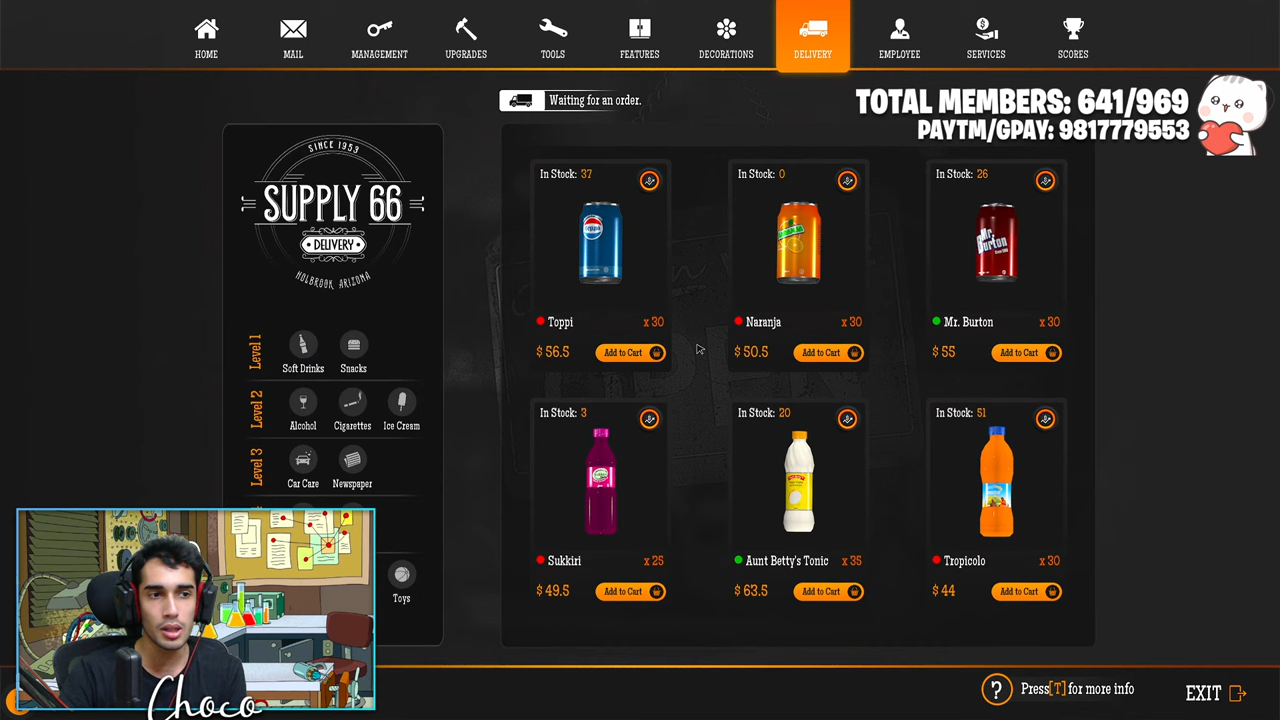 HOME
MAIL
MANAGEMENT
UPGRADES
TOOLS
FEATURES
DECORATIONS
DELIVERY
EMPLOYEE
SERVICES
SCORES
Waiting for an order.
TOTAL MEMBERS: 641/969
PAYTM/GPAY: 9817779553
SINCE 1953
SUPPLY 66
DELIVERY
HOLBROOK, ARIZONA
Level 1
Soft Drinks
Snacks
Level 2
Alcohol
Cigarettes
Ice Cream
Level 3
Car Care
Newspaper
Toys
In Stock: 37
Toppi
Toppi x 30
$ 56.5 Add to Cart
In Stock: 0
NARANJA
Naranja x 30
$ 50.5 Add to Cart
In Stock: 26
Mr. Burton
Mr. Burton x 30
$ 55 Add to Cart
In Stock: 3
Sukkiri x 25
$ 49.5 Add to Cart
In Stock: 20
Aunt Betty's Tonic x 35
$ 63.5 Add to Cart
In Stock: 51
Tropicolo x 30
$ 44 Add to Cart
Choco
? Press[T] for more info
EXIT